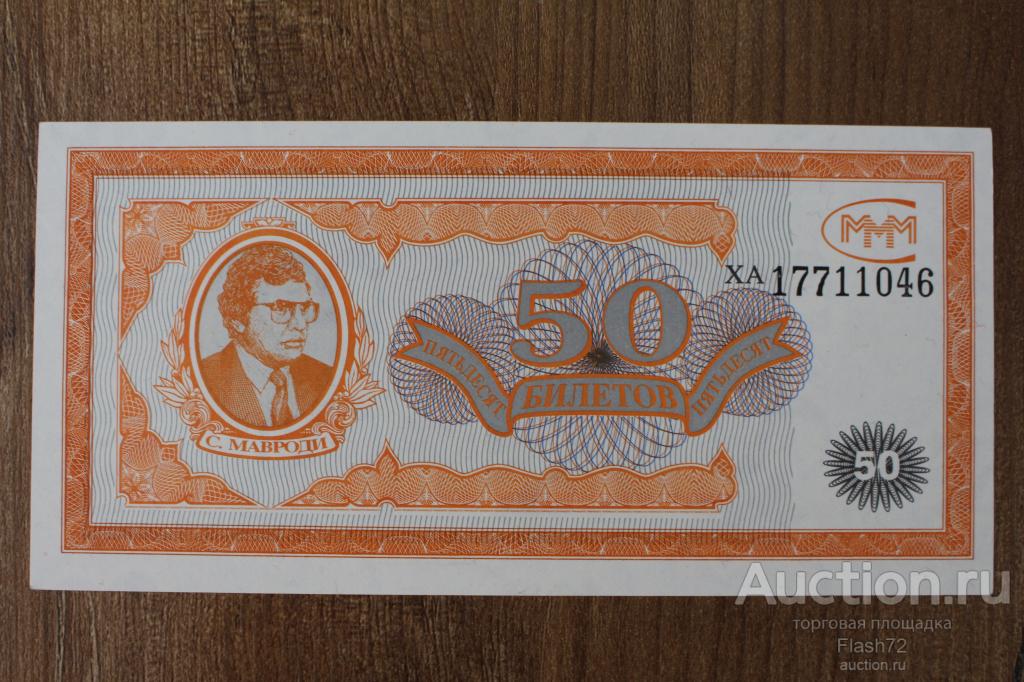 МММ
ХА 17711046
50
ПЯТЬДЕСЯТ БИЛЕТОВ ПЯТЬДЕСЯТ
С. МАВРОДИ
50
Auction.ru
торговая площадка
Flash72
auction.ru